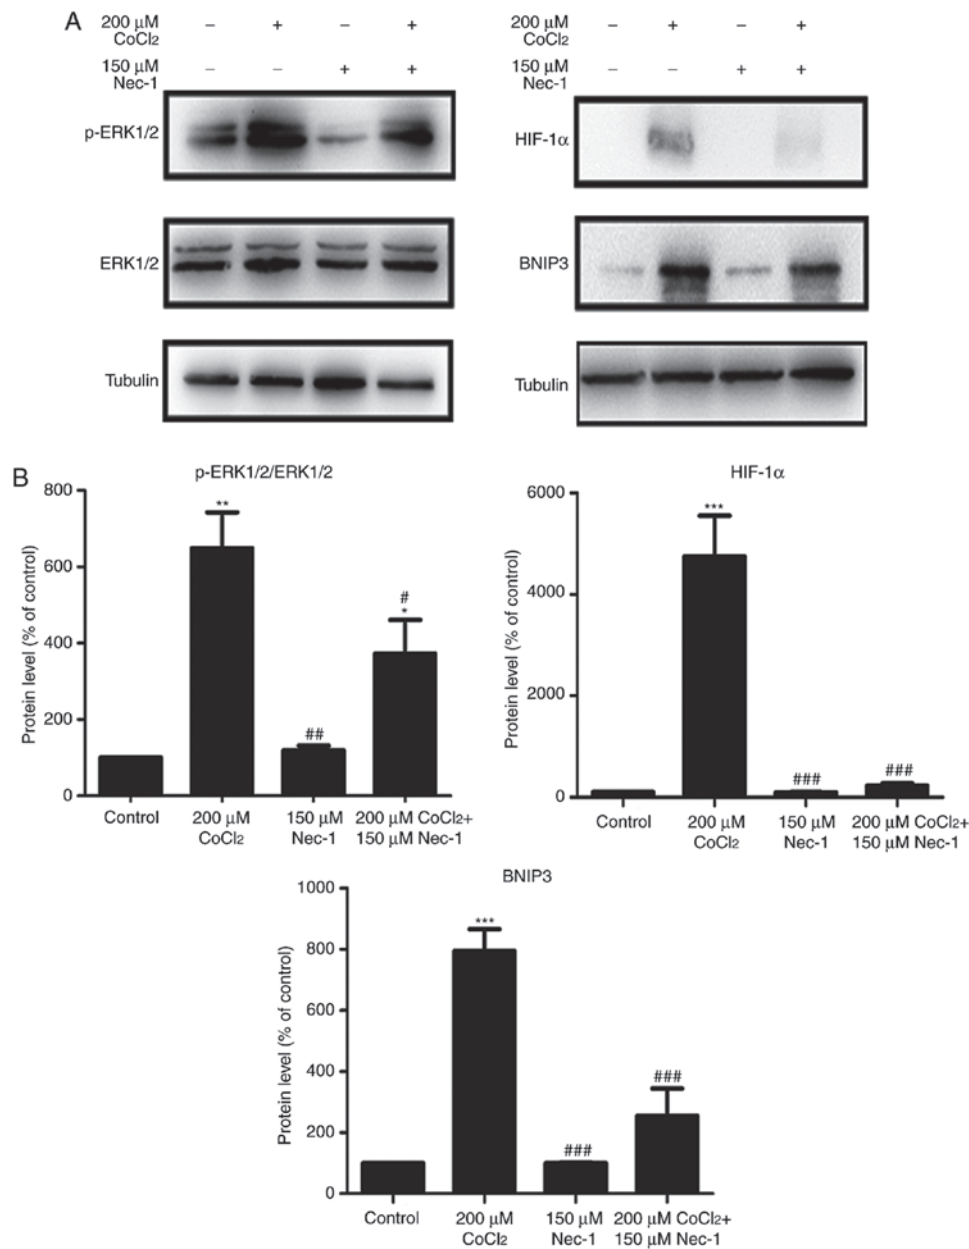 A
200 μM CoCl2 – + – +
150 μM Nec-1 – – + +
p-ERK1/2
ERK1/2
Tubulin
200 μM CoCl2 – + – +
150 μM Nec-1 – – + +
HIF-1α
BNIP3
Tubulin
B
p-ERK1/2/ERK1/2
Protein level (% of control)
800
600
400
200
0
**
##
#
*
Control
200 μM
CoCl2
150 μM
Nec-1
200 μM CoCl2+
150 μM Nec-1
HIF-1α
Protein level (% of control)
6000
4000
2000
0
***
###
###
Control
200 μM
CoCl2
150 μM
Nec-1
200 μM CoCl2+
150 μM Nec-1
BNIP3
Protein level (% of control)
1000
800
600
400
200
0
***
###
###
Control
200 μM
CoCl2
150 μM
Nec-1
200 μM CoCl2+
150 μM Nec-1